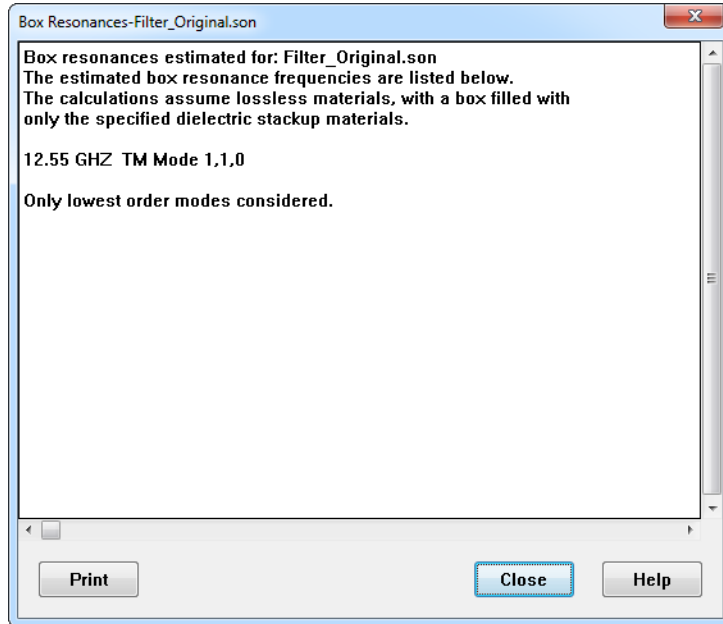 Box Resonances-Filter_Original.son
Box resonances estimated for: Filter_Original.son
The estimated box resonance frequencies are listed below.
The calculations assume lossless materials, with a box filled with
only the specified dielectric stackup materials.
12.55 GHZ TM Mode 1,1,0
Only lowest order modes considered.
Print
Close
Help